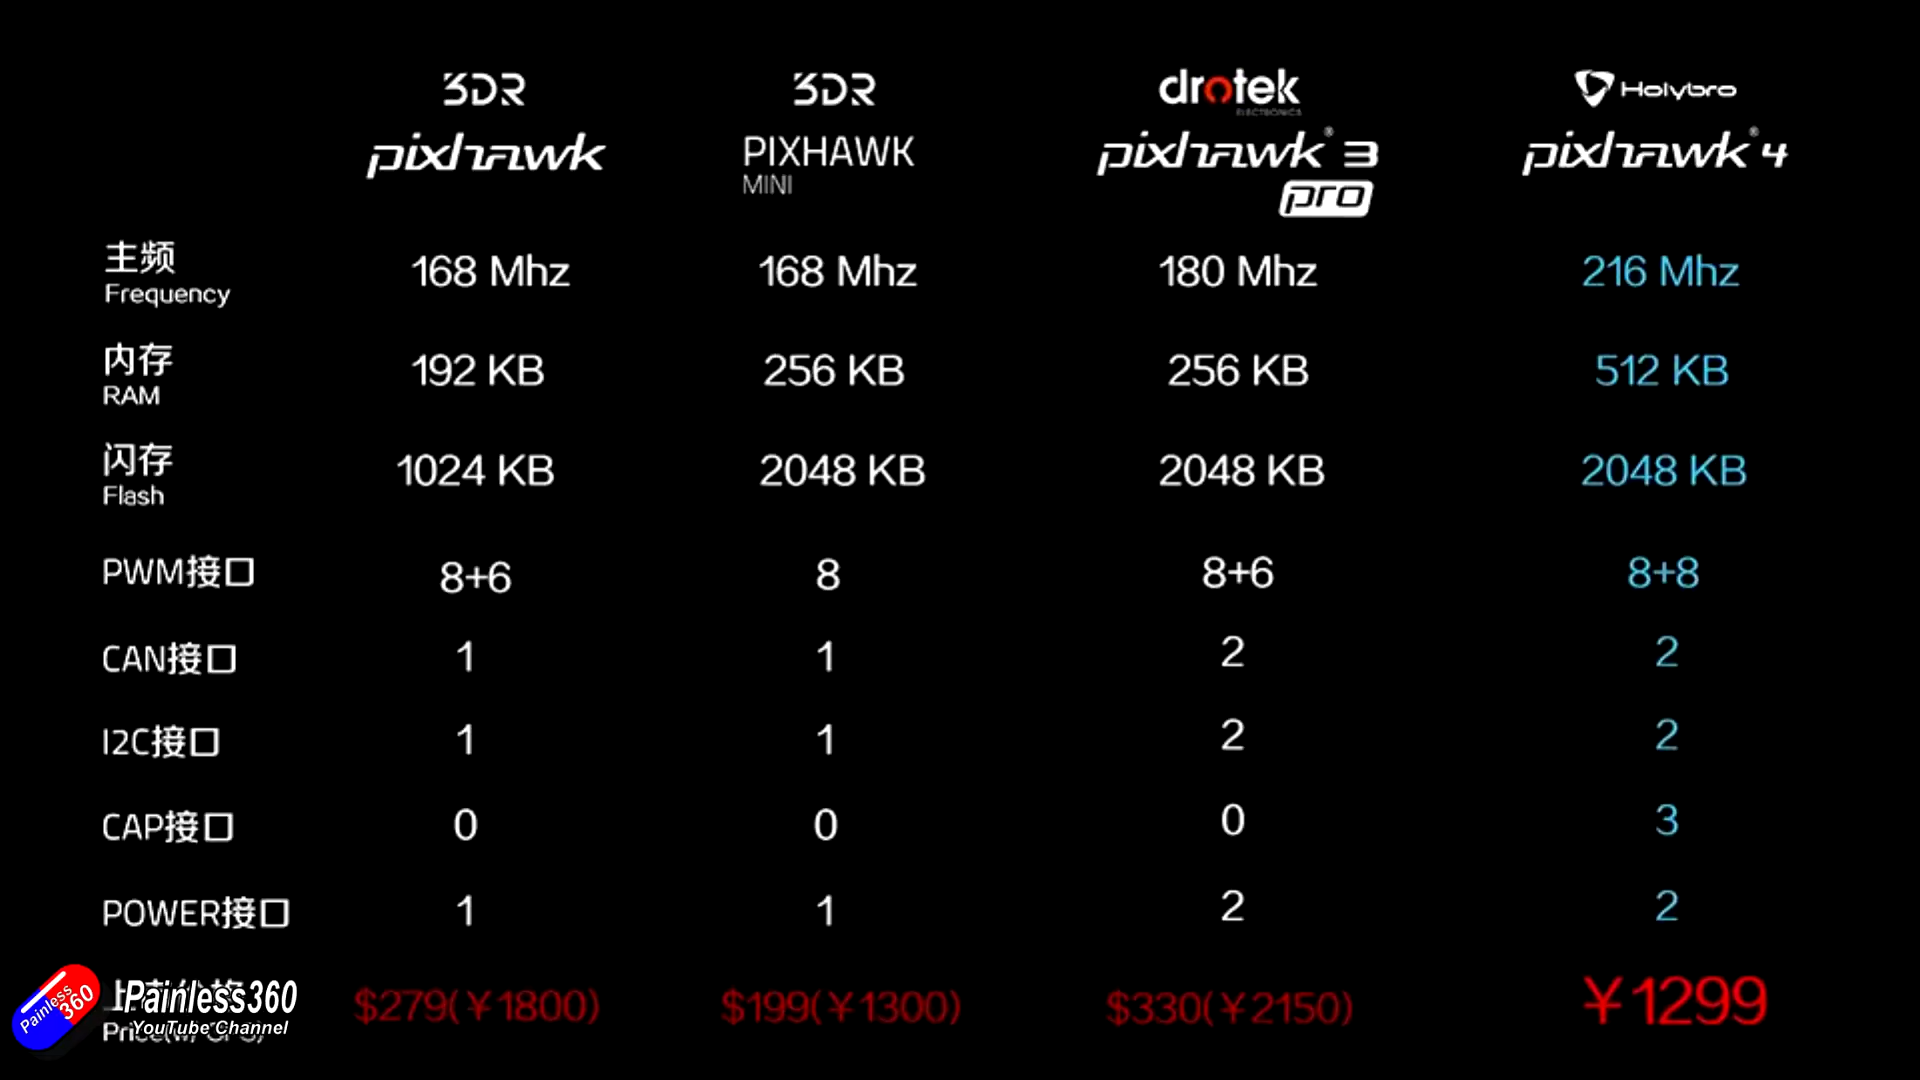 3DR
pixhawk
3DR
PIXHAWK
MINI
drotek
ELECTRONICS
pixhawk® 3
pro
Holybro
pixhawk® 4
主频
Frequency
168 Mhz
168 Mhz
180 Mhz
216 Mhz
内存
RAM
192 KB
256 KB
256 KB
512 KB
闪存
Flash
1024 KB
2048 KB
2048 KB
2048 KB
PWM接口
8+6
8
8+6
8+8
CAN接口
1
1
2
2
I2C接口
1
1
2
2
CAP接口
0
0
0
3
POWER接口
1
1
2
2
$279(¥1800)
$199(¥1300)
$330(¥2150)
¥1299
Painless 360
Painless360
YouTube Channel